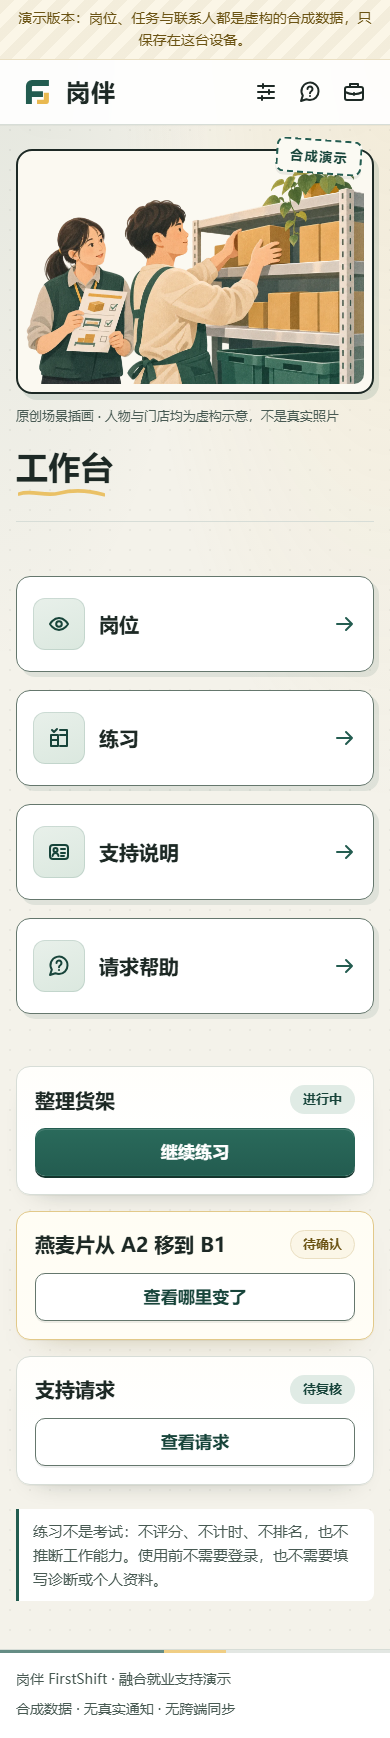 演示版本：岗位、任务与联系人都是虚构的合成数据，只
保存在这台设备。
岗伴
合成演示
原创场景插画 · 人物与门店均为虚构示意，不是真实照片
工作台
岗位
练习
支持说明
请求帮助
整理货架
进行中
继续练习
燕麦片从 A2 移到 B1
待确认
查看哪里变了
支持请求
待复核
查看请求
练习不是考试：不评分、不计时、不排名，也不
推断工作能力。使用前不需要登录，也不需要填
写诊断或个人资料。
岗伴 FirstShift · 融合就业支持演示
合成数据 · 无真实通知 · 无跨端同步